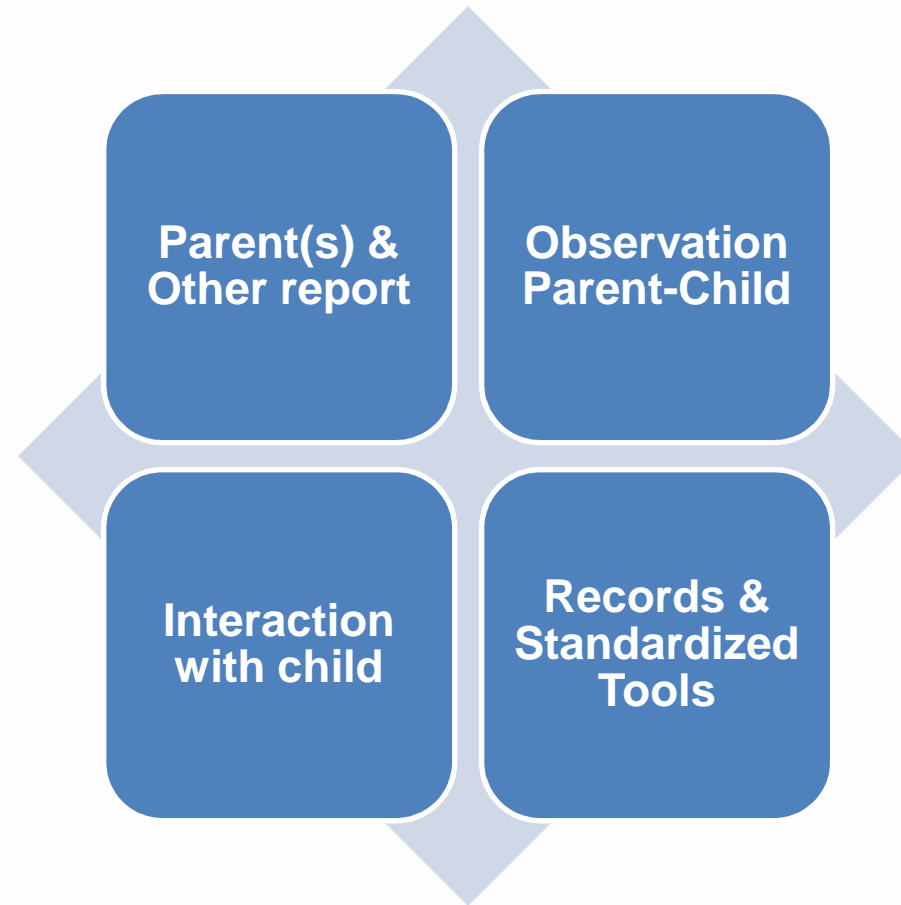 Parent(s) &
Other report
Observation
Parent-Child
Interaction
with child
Records &
Standardized
Tools